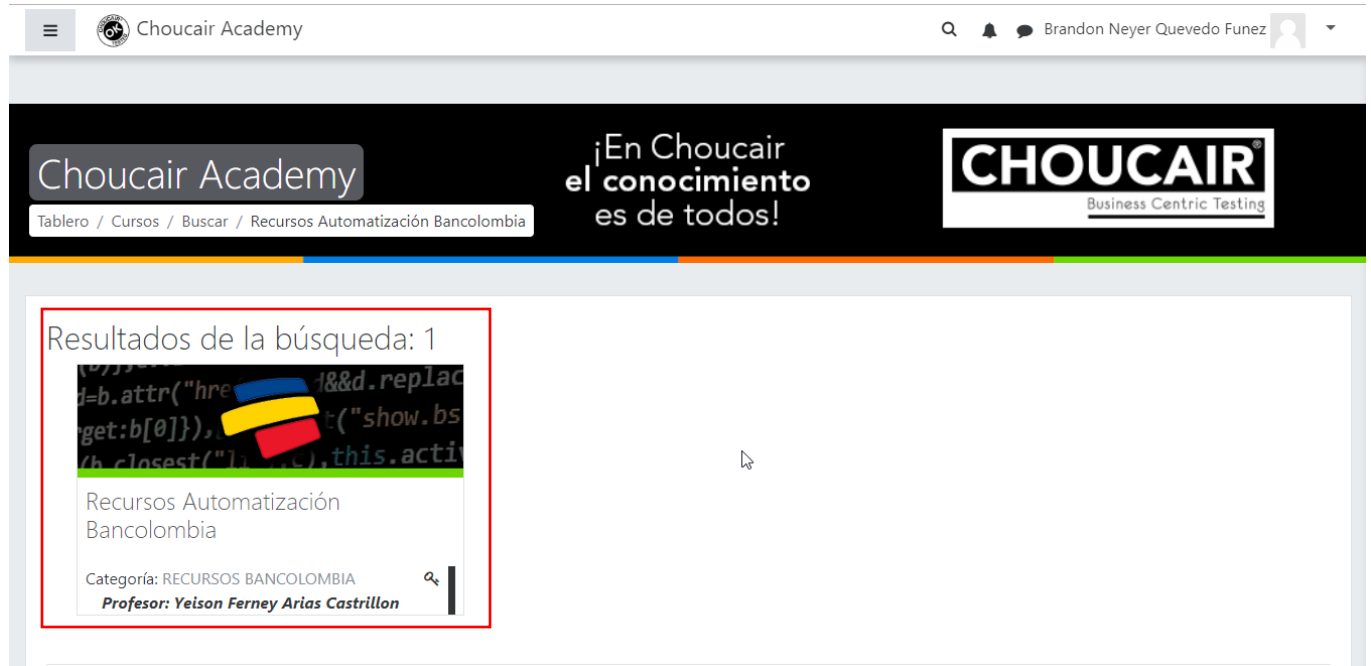 Choucair Academy
Brandon Neyer Quevedo Funez
Choucair Academy
Tablero / Cursos / Buscar / Recursos Automatización Bancolombia
¡En Choucair
el conocimiento
es de todos!
CHOUCAIR®
Business Centric Testing
Resultados de la búsqueda: 1
d=b.attr("hre
d&&d.replac
rget:b[0]}),
("show.bs
(b.closest("li
),this.activ
Recursos Automatización
Bancolombia
Categoría: RECURSOS BANCOLOMBIA
Profesor: Yeison Ferney Arias Castrillon